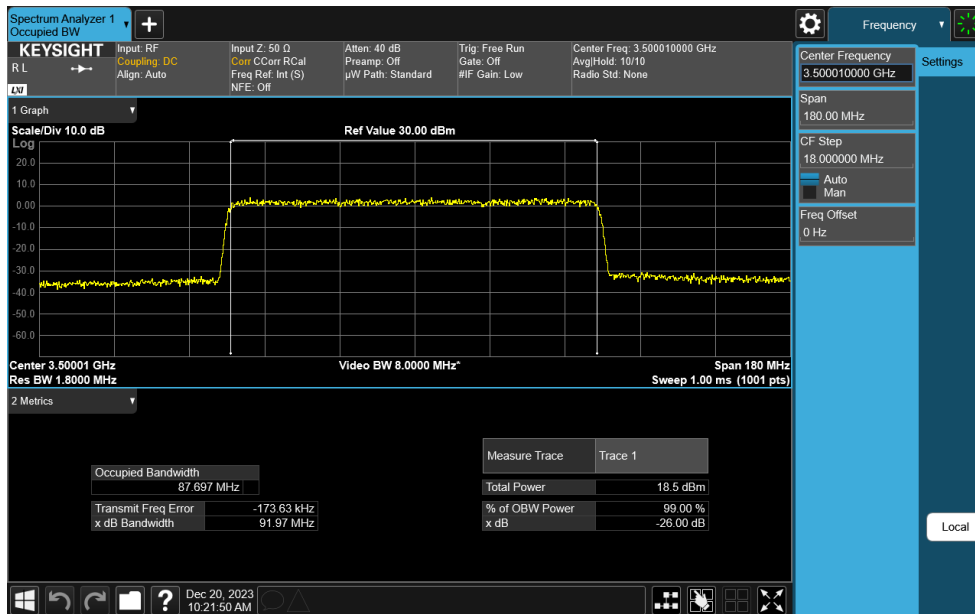 Spectrum Analyzer 1
Occupied BW
Frequency
KEYSIGHT
R L
LXI
Input: RF
Coupling: DC
Align: Auto
Input Z: 50 Ω
Corr CCorr RCal
Freq Ref: Int (S)
NFE: Off
Atten: 40 dB
Preamp: Off
µW Path: Standard
Trig: Free Run
Gate: Off
#IF Gain: Low
Center Freq: 3.500010000 GHz
Avg|Hold: 10/10
Radio Std: None
Center Frequency
3.500010000 GHz
Settings
Span
180.00 MHz
CF Step
18.000000 MHz
Auto
Man
Freq Offset
0 Hz
1 Graph
Scale/Div 10.0 dB
Ref Value 30.00 dBm
Log
20.0
10.0
0.00
-10.0
-20.0
-30.0
-40.0
-50.0
-60.0
Center 3.50001 GHz
Video BW 8.0000 MHz*
Span 180 MHz
Res BW 1.8000 MHz
Sweep 1.00 ms (1001 pts)
2 Metrics
Measure Trace
Trace 1
Occupied Bandwidth
87.697 MHz
Total Power
18.5 dBm
Transmit Freq Error
-173.63 kHz
% of OBW Power
99.00 %
x dB Bandwidth
91.97 MHz
x dB
-26.00 dB
Local
?
Dec 20, 2023
10:21:50 AM